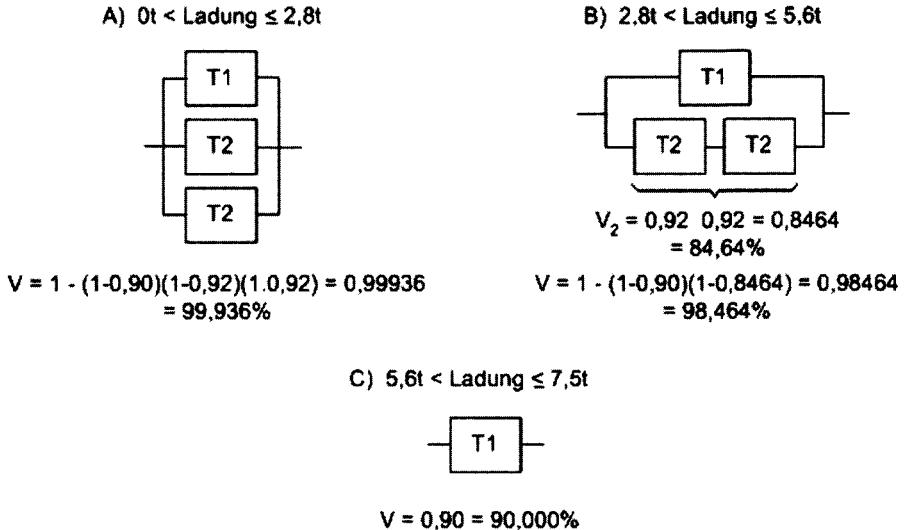 A) 0t < Ladung ≤ 2,8t
T1
T2
T2
V = 1 - (1-0,90)(1-0,92)(1.0,92) = 0,99936
= 99,936%
B) 2,8t < Ladung ≤ 5,6t
T1
T2 T2
V₂ = 0,92 0,92 = 0,8464
= 84,64%
V = 1 - (1-0,90)(1-0,8464) = 0,98464
= 98,464%
C) 5,6t < Ladung ≤ 7,5t
T1
V = 0,90 = 90,000%